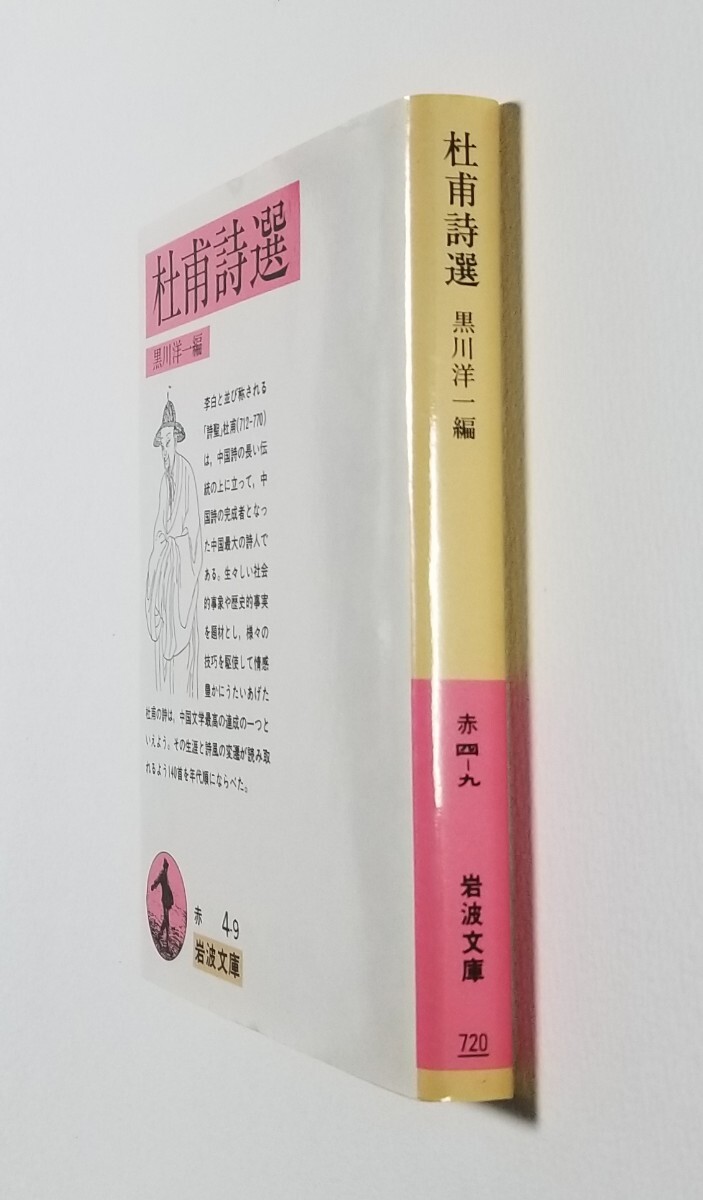 杜甫詩選
黒川洋一編
李白と並び称される
「詩聖」杜甫(712-770)
は，中国詩の長い伝
統の上に立って，中
国詩の完成者となっ
た中国最大の詩人で
ある。生々しい社会
的事象や歴史的事実
を題材とし，様々の
技巧を駆使して情感
豊かにうたいあげた
杜甫の詩は，中国文学最高の達成の一つと
いえよう。その生涯と詩風の変遷が読み取
れるよう140首を年代順にならべた。
赤 4-9
岩波文庫
杜甫詩選
黒川洋一編
赤四-九
岩波文庫
720